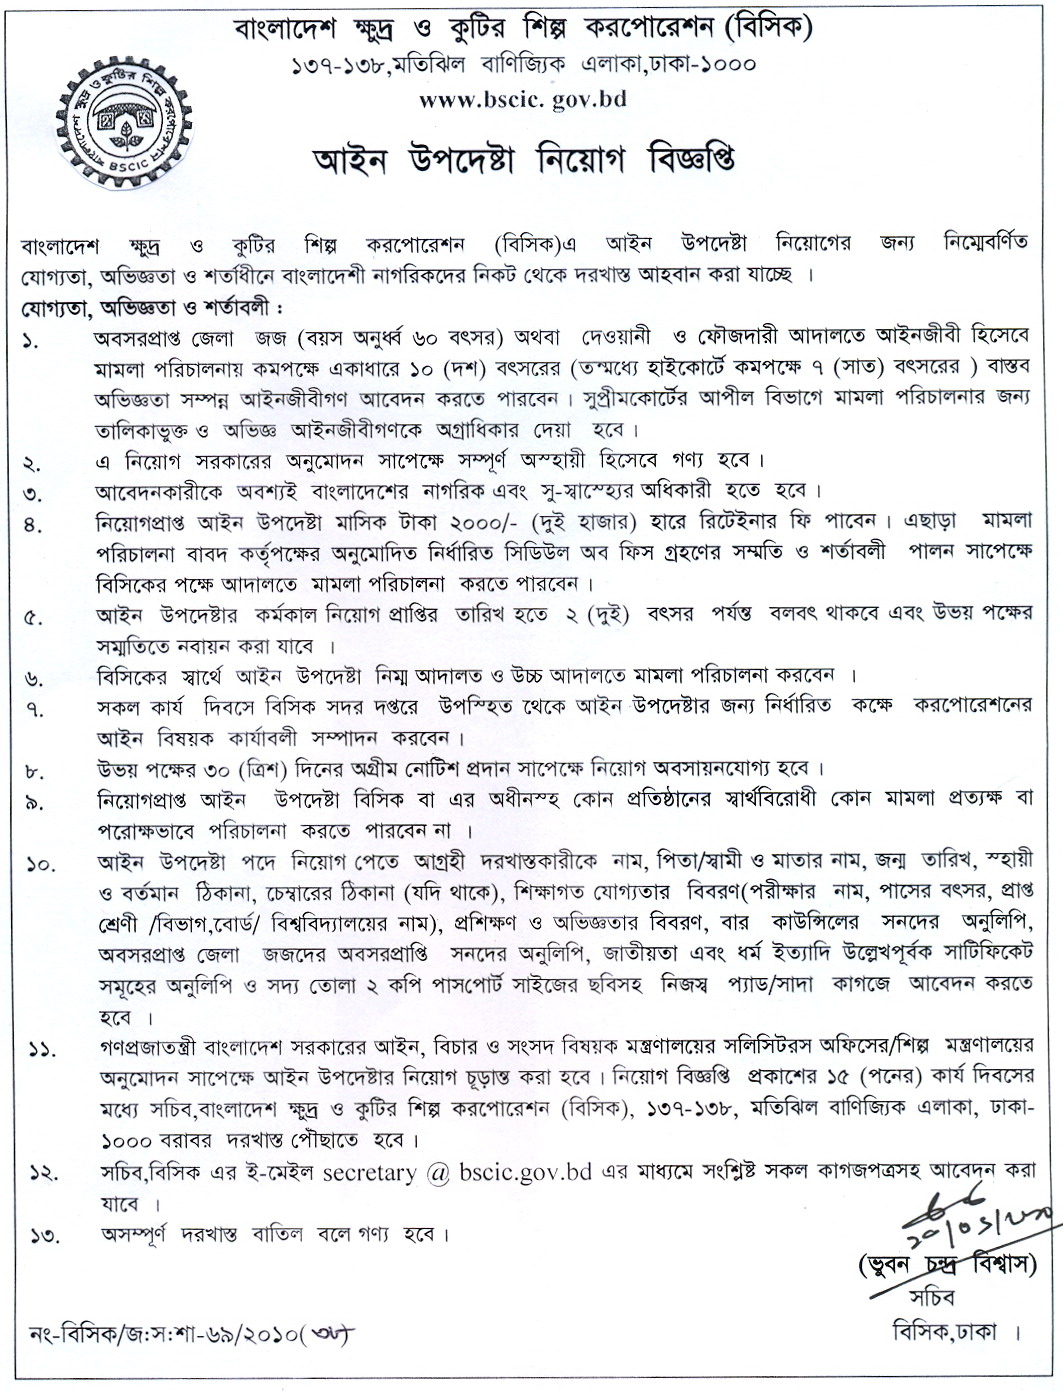 বাংলাদেশ ক্ষুদ্র ও কুটির শিল্প করপোরেশন (বিসিক)
১৩৭-১৩৮,মতিঝিল বাণিজ্যিক এলাকা,ঢাকা-১০০০
www.bscic. gov.bd
বাংলাদেশ ক্ষুদ্র ও কুটির শিল্প করপোরেশন
BSCIC
আইন উপদেষ্টা নিয়োগ বিজ্ঞপ্তি
বাংলাদেশ ক্ষুদ্র ও কুটির শিল্প করপোরেশন (বিসিক)এ আইন উপদেষ্টা নিয়োগের জন্য নিম্মেবর্ণিত
যোগ্যতা, অভিজ্ঞতা ও শর্তাধীনে বাংলাদেশী নাগরিকদের নিকট থেকে দরখাস্ত আহবান করা যাচ্ছে ।
যোগ্যতা, অভিজ্ঞতা ও শর্তাবলী :
১. অবসরপ্রাপ্ত জেলা জজ (বয়স অনুর্ধ্ব ৬০ বৎসর) অথবা দেওয়ানী ও ফৌজদারী আদালতে আইনজীবী হিসেবে
মামলা পরিচালনায় কমপক্ষে একাধারে ১০ (দশ) বৎসরের (তন্মধ্যে হাইকোর্টে কমপক্ষে ৭ (সাত) বৎসরের ) বাস্তব
অভিজ্ঞতা সম্পন্ন আইনজীবীগণ আবেদন করতে পারবেন । সুপ্রীমকোর্টের আপীল বিভাগে মামলা পরিচালনার জন্য
তালিকাভুক্ত ও অভিজ্ঞ আইনজীবীগণকে অগ্রাধিকার দেয়া হবে ।
২. এ নিয়োগ সরকারের অনুমোদন সাপেক্ষে সম্পূর্ণ অস্হায়ী হিসেবে গণ্য হবে ।
৩. আবেদনকারীকে অবশ্যই বাংলাদেশের নাগরিক এবং সু-স্বাস্হ্যের অধিকারী হতে হবে ।
৪. নিয়োগপ্রাপ্ত আইন উপদেষ্টা মাসিক টাকা ২০০০/- (দুই হাজার) হারে রিটেইনার ফি পাবেন । এছাড়া মামলা
পরিচালনা বাবদ কর্তৃপক্ষের অনুমোদিত নির্ধারিত সিডিউল অব ফিস গ্রহণের সম্মতি ও শর্তাবলী পালন সাপেক্ষে
বিসিকের পক্ষে আদালতে মামলা পরিচালনা করতে পারবেন ।
৫. আইন উপদেষ্টার কর্মকাল নিয়োগ প্রাপ্তির তারিখ হতে ২ (দুই) বৎসর পর্যন্ত বলবৎ থাকবে এবং উভয় পক্ষের
সম্মতিতে নবায়ন করা যাবে ।
৬. বিসিকের স্বার্থে আইন উপদেষ্টা নিম্ম আদালত ও উচ্চ আদালতে মামলা পরিচালনা করবেন ।
৭. সকল কার্য দিবসে বিসিক সদর দপ্তরে উপস্হিত থেকে আইন উপদেষ্টার জন্য নির্ধারিত কক্ষে করপোরেশনের
আইন বিষয়ক কার্যাবলী সম্পাদন করবেন ।
৮. উভয় পক্ষের ৩০ (ত্রিশ) দিনের অগ্রীম নোটিশ প্রদান সাপেক্ষে নিয়োগ অবসায়নযোগ্য হবে ।
৯. নিয়োগপ্রাপ্ত আইন উপদেষ্টা বিসিক বা এর অধীনস্হ কোন প্রতিষ্ঠানের স্বার্থবিরোধী কোন মামলা প্রত্যক্ষ বা
পরোক্ষভাবে পরিচালনা করতে পারবেন না ।
১০. আইন উপদেষ্টা পদে নিয়োগ পেতে আগ্রহী দরখাস্তকারীকে নাম, পিতা/স্বামী ও মাতার নাম, জন্ম তারিখ, স্হায়ী
ও বর্তমান ঠিকানা, চেম্বারের ঠিকানা (যদি থাকে), শিক্ষাগত যোগ্যতার বিবরণ(পরীক্ষার নাম, পাসের বৎসর, প্রাপ্ত
শ্রেণী /বিভাগ,বোর্ড/ বিশ্ববিদ্যালয়ের নাম), প্রশিক্ষণ ও অভিজ্ঞতার বিবরণ, বার কাউন্সিলের সনদের অনুলিপি,
অবসরপ্রাপ্ত জেলা জজদের অবসরপ্রাপ্তি সনদের অনুলিপি, জাতীয়তা এবং ধর্ম ইত্যাদি উল্লেখপূর্বক সার্টিফিকেট
সমূহের অনুলিপি ও সদ্য তোলা ২ কপি পাসপোর্ট সাইজের ছবিসহ নিজস্ব প্যাড/সাদা কাগজে আবেদন করতে
হবে ।
১১. গণপ্রজাতন্ত্রী বাংলাদেশ সরকারের আইন, বিচার ও সংসদ বিষয়ক মন্ত্রণালয়ের সলিসিটরস অফিসের/শিল্প মন্ত্রণালয়ের
অনুমোদন সাপেক্ষে আইন উপদেষ্টার নিয়োগ চূড়ান্ত করা হবে । নিয়োগ বিজ্ঞপ্তি প্রকাশের ১৫ (পনের) কার্য দিবসের
মধ্যে সচিব,বাংলাদেশ ক্ষুদ্র ও কুটির শিল্প করপোরেশন (বিসিক), ১৩৭-১৩৮, মতিঝিল বাণিজ্যিক এলাকা, ঢাকা-
১০০০ বরাবর দরখাস্ত পৌঁছাতে হবে ।
১২. সচিব,বিসিক এর ই-মেইল secretary @ bscic.gov.bd এর মাধ্যমে সংশ্লিষ্ট সকল কাগজপত্রসহ আবেদন করা
যাবে ।
১৩. অসম্পূর্ণ দরখাস্ত বাতিল বলে গণ্য হবে ।
(ভুবন চন্দ্র বিশ্বাস)
সচিব
নং-বিসিক/জ:স:শা-৬৯/২০১০(৩৮) বিসিক,ঢাকা ।